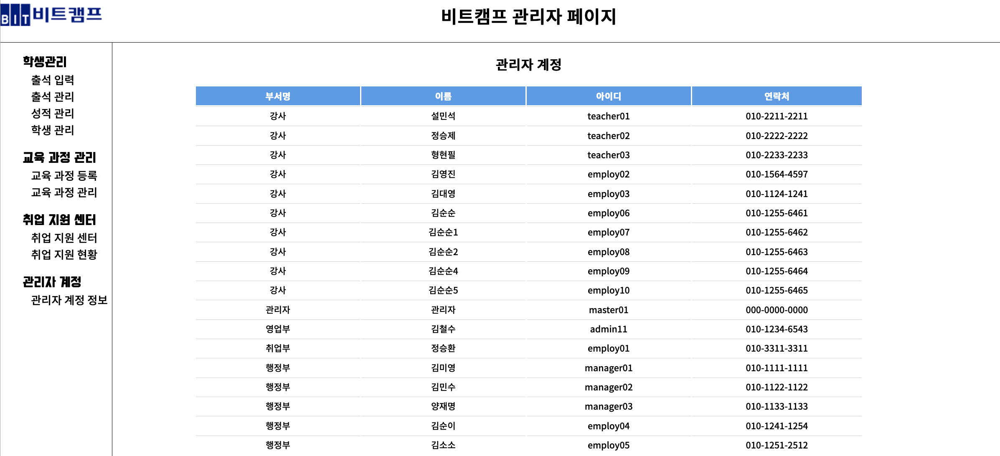 BIT 비트캠프
비트캠프 관리자 페이지
학생관리
출석 입력
출석 관리
성적 관리
학생 관리
교육 과정 관리
교육 과정 등록
교육 과정 관리
취업 지원 센터
취업 지원 센터
취업 지원 현황
관리자 계정
관리자 계정 정보
관리자 계정
부서명 이름 아이디 연락처
강사 설민석 teacher01 010-2211-2211
강사 정승제 teacher02 010-2222-2222
강사 형현필 teacher03 010-2233-2233
강사 김영진 employ02 010-1564-4597
강사 김대영 employ03 010-1124-1241
강사 김순순 employ06 010-1255-6461
강사 김순순1 employ07 010-1255-6462
강사 김순순2 employ08 010-1255-6463
강사 김순순4 employ09 010-1255-6464
강사 김순순5 employ10 010-1255-6465
관리자 관리자 master01 000-0000-0000
영업부 김철수 admin11 010-1234-6543
취업부 정승환 employ01 010-3311-3311
행정부 김미영 manager01 010-1111-1111
행정부 김민수 manager02 010-1122-1122
행정부 양재명 manager03 010-1133-1133
행정부 김순이 employ04 010-1241-1254
행정부 김소소 employ05 010-1251-2512